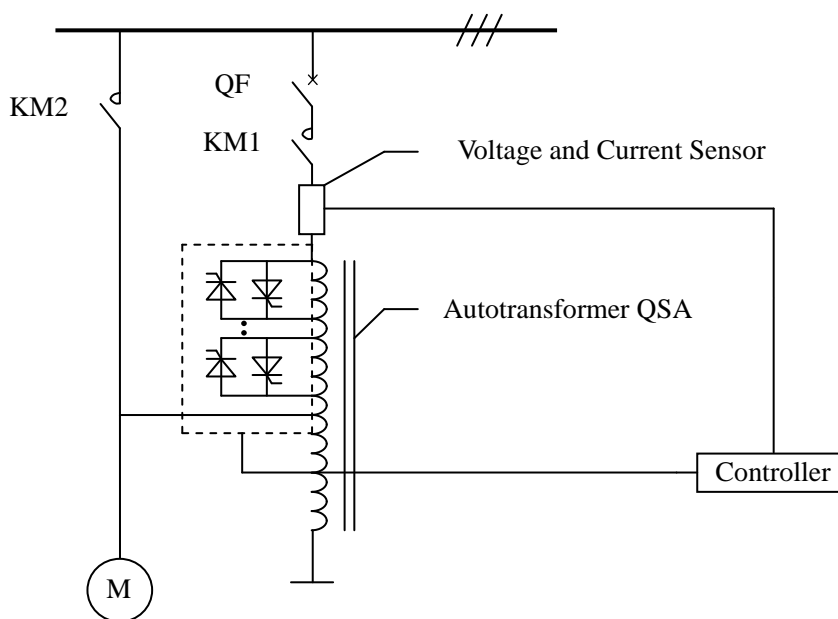 QF
KM2
KM1
Voltage and Current Sensor
Autotransformer QSA
Controller
M